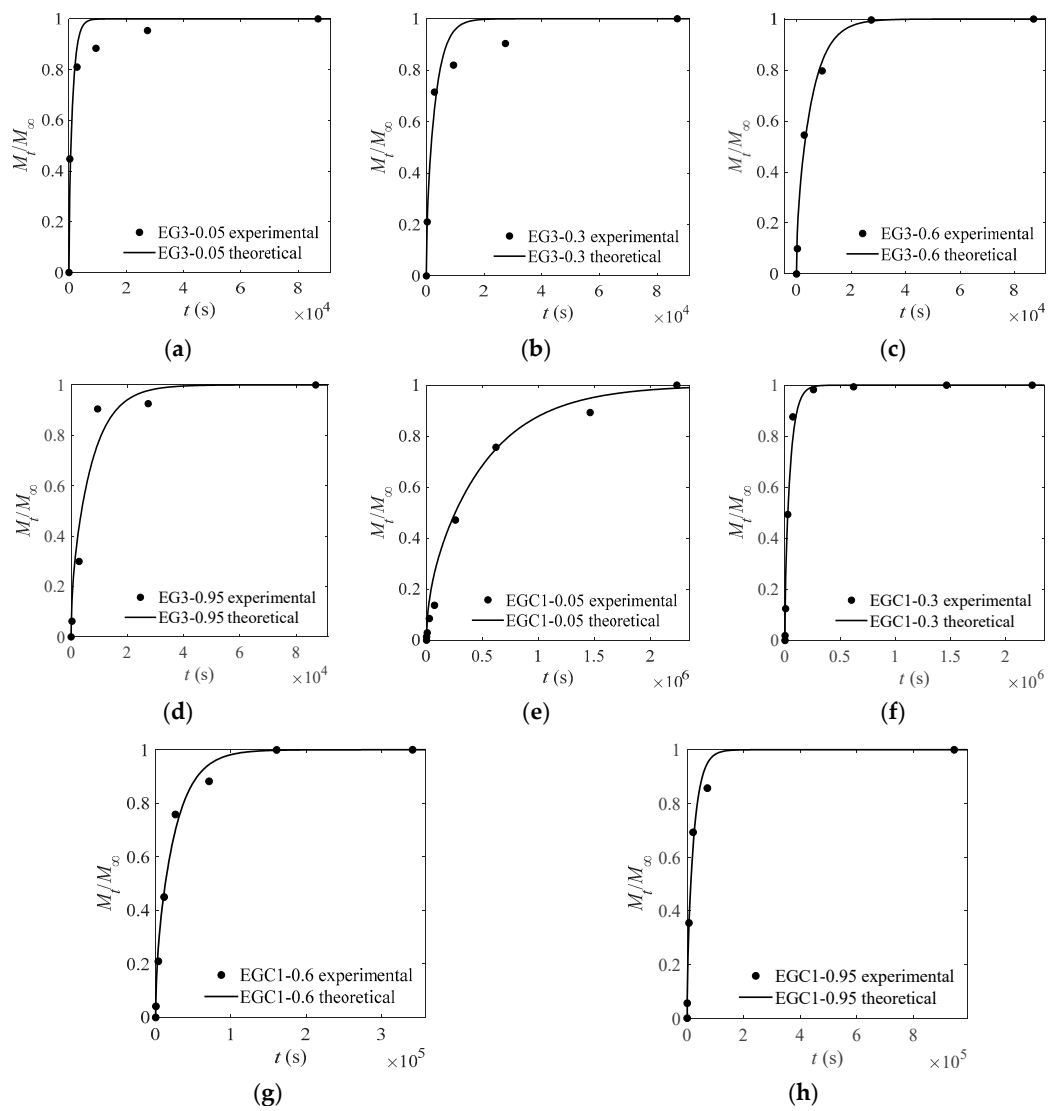 1
0.8
0.6
0.4
0.2
0
M_t/M_∞
EG3-0.05 experimental
EG3-0.05 theoretical
0 2 4 6 8
t (s)
×10^4
(a)
1
0.8
0.6
0.4
0.2
0
M_t/M_∞
EG3-0.3 experimental
EG3-0.3 theoretical
0 2 4 6 8
t (s)
×10^4
(b)
1
0.8
0.6
0.4
0.2
0
M_t/M_∞
EG3-0.6 experimental
EG3-0.6 theoretical
0 2 4 6 8
t (s)
×10^4
(c)
1
0.8
0.6
0.4
0.2
0
M_t/M_∞
EG3-0.95 experimental
EG3-0.95 theoretical
0 2 4 6 8
t (s)
×10^4
(d)
1
0.8
0.6
0.4
0.2
0
M_t/M_∞
EGC1-0.05 experimental
EGC1-0.05 theoretical
0 0.5 1 1.5 2
t (s)
×10^6
(e)
1
0.8
0.6
0.4
0.2
0
M_t/M_∞
EGC1-0.3 experimental
EGC1-0.3 theoretical
0 0.5 1 1.5 2
t (s)
×10^6
(f)
1
0.8
0.6
0.4
0.2
0
M_t/M_∞
EGC1-0.6 experimental
EGC1-0.6 theoretical
0 1 2 3
t (s)
×10^5
(g)
1
0.8
0.6
0.4
0.2
0
M_t/M_∞
EGC1-0.95 experimental
EGC1-0.95 theoretical
0 2 4 6 8
t (s)
×10^5
(h)